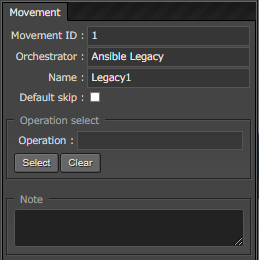 Movement
Movement ID : 1
Orchestrator : Ansible Legacy
Name : Legacy1
Default skip :
Operation select
Operation :
Select Clear
Note